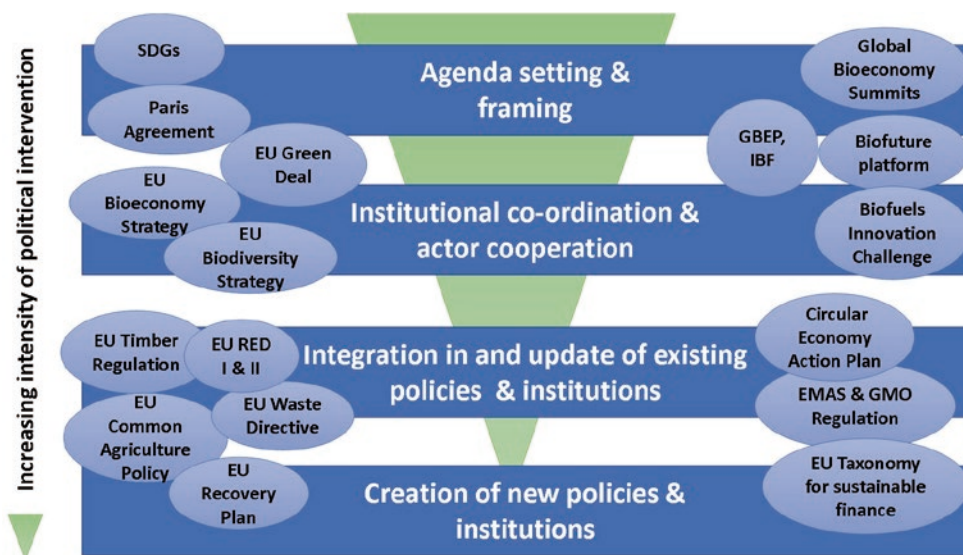 Increasing intensity of political intervention
SDGs
Paris
Agreement
EU Green
Deal
EU
Bioeconomy
Strategy
EU
Biodiversity
Strategy
Agenda setting &
framing
Global
Bioeconomy
Summits
GBEP,
IBF
Biofuture
platform
Institutional co-ordination &
actor cooperation
Biofuels
Innovation
Challenge
EU Timber
Regulation
EU RED
I & II
EU Waste
Directive
EU
Common
Agriculture
Policy
EU
Recovery
Plan
Integration in and update of existing
policies & institutions
Circular
Economy
Action Plan
EMAS & GMO
Regulation
Creation of new policies &
institutions
EU Taxonomy
for sustainable
finance